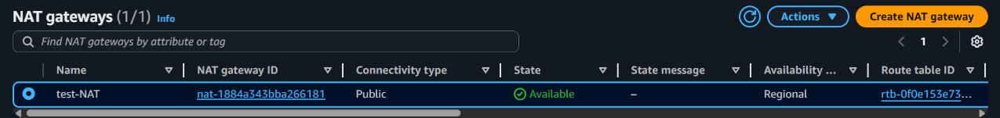 NAT gateways (1/1) Info Actions Create NAT gateway
Find NAT gateways by attribute or tag 1
Name NAT gateway ID Connectivity type State State message Availability ... Route table ID
test-NAT nat-1884a343bba266181 Public Available – Regional rtb-0f0e153e73...